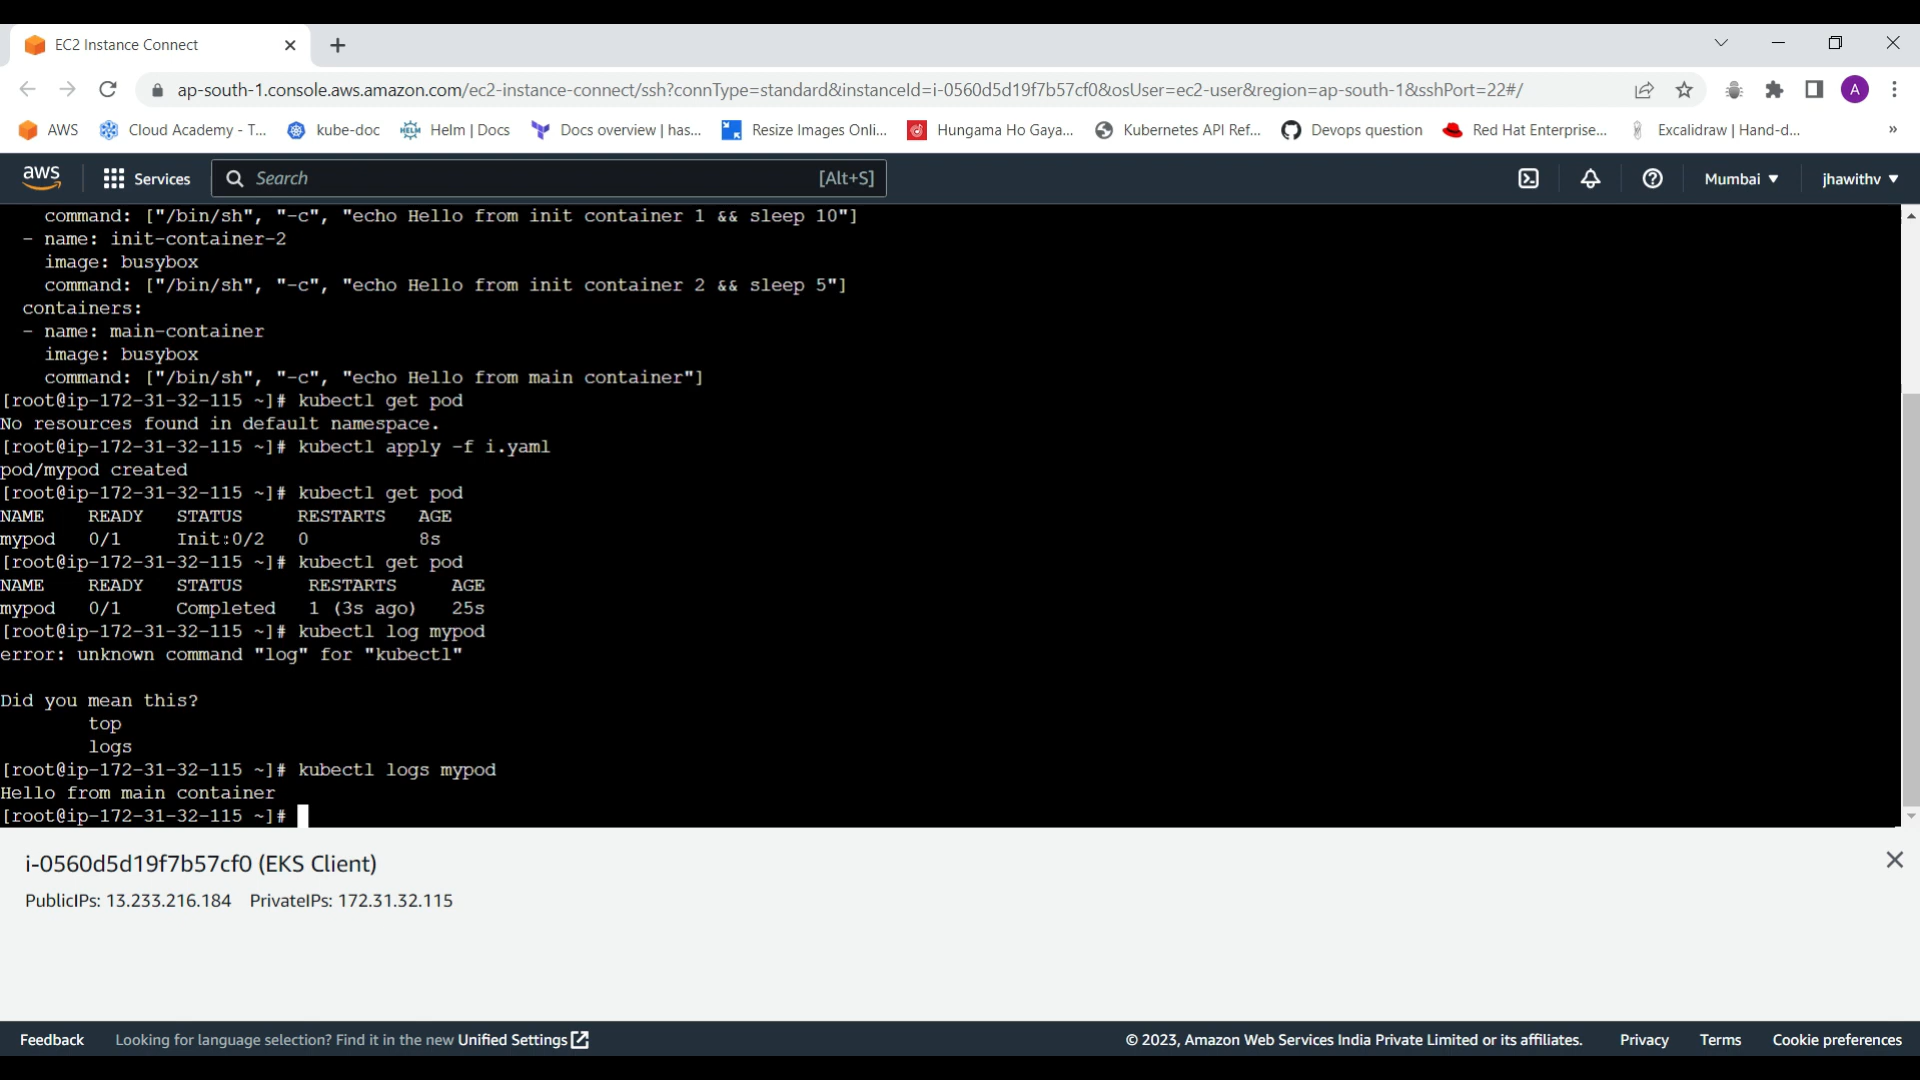 EC2 Instance Connect
ap-south-1.console.aws.amazon.com/ec2-instance-connect/ssh?connType=standard&instanceId=i-0560d5d19f7b57cf0&osUser=ec2-user&region=ap-south-1&sshPort=22#/
A
AWS Cloud Academy - T... kube-doc HELM Helm | Docs Docs overview | has... Resize Images Onli... Hungama Ho Gaya... Kubernetes API Ref... Devops question Red Hat Enterprise... Excalidraw | Hand-d... »
aws Services Search [Alt+S] Mumbai jhawithv
command: ["/bin/sh", "-c", "echo Hello from init container 1 && sleep 10"]
- name: init-container-2
image: busybox
command: ["/bin/sh", "-c", "echo Hello from init container 2 && sleep 5"]
containers:
- name: main-container
image: busybox
command: ["/bin/sh", "-c", "echo Hello from main container"]
[root@ip-172-31-32-115 ~]# kubectl get pod
No resources found in default namespace.
[root@ip-172-31-32-115 ~]# kubectl apply -f i.yaml
pod/mypod created
[root@ip-172-31-32-115 ~]# kubectl get pod
NAME READY STATUS RESTARTS AGE
mypod 0/1 Init:0/2 0 8s
[root@ip-172-31-32-115 ~]# kubectl get pod
NAME READY STATUS RESTARTS AGE
mypod 0/1 Completed 1 (3s ago) 25s
[root@ip-172-31-32-115 ~]# kubectl log mypod
error: unknown command "log" for "kubectl"
Did you mean this?
top
logs
[root@ip-172-31-32-115 ~]# kubectl logs mypod
Hello from main container
[root@ip-172-31-32-115 ~]#
i-0560d5d19f7b57cf0 (EKS Client)
PublicIPs: 13.233.216.184 PrivateIPs: 172.31.32.115
Feedback Looking for language selection? Find it in the new Unified Settings © 2023, Amazon Web Services India Private Limited or its affiliates. Privacy Terms Cookie preferences